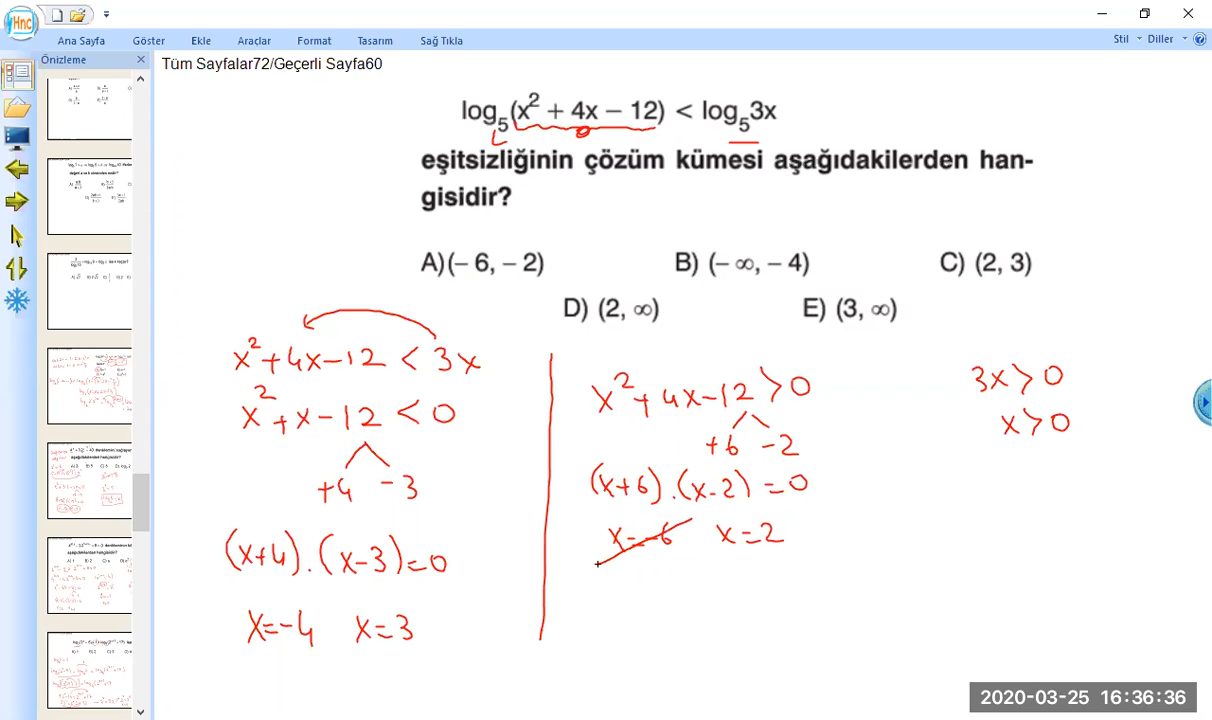 Hnc
Ana Sayfa Göster Ekle Araçlar Format Tasarım Sağ Tıkla Stil Diller
Önizleme
Tüm Sayfalar72/Geçerli Sayfa60
log₅(x² + 4x − 12) < log₅3x
eşitsizliğinin çözüm kümesi aşağıdakilerden han-
gisidir?
A)(– 6, – 2) B) (– ∞, – 4) C) (2, 3)
D) (2, ∞) E) (3, ∞)
x²+4x−12 < 3x
x²+x−12 < 0
+4 −3
(x+4).(x−3)=0
x=−4 x=3
x²+4x−12>0
+6 −2
(x+6).(x−2)=0
x=−6 x=2
3x>0
x>0
2020-03-25 16:36:36